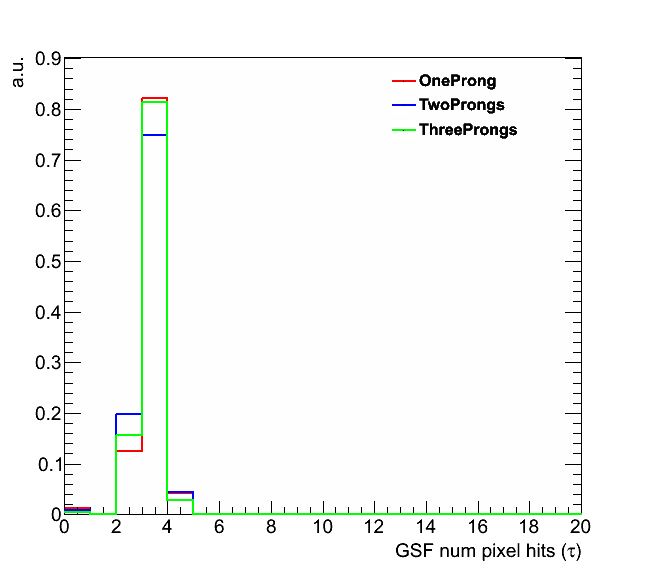 a.u.
0.9
0.8
0.7
0.6
0.5
0.4
0.3
0.2
0.1
0
OneProng
TwoProngs
ThreeProngs
0 2 4 6 8 10 12 14 16 18 20
GSF num pixel hits (τ)